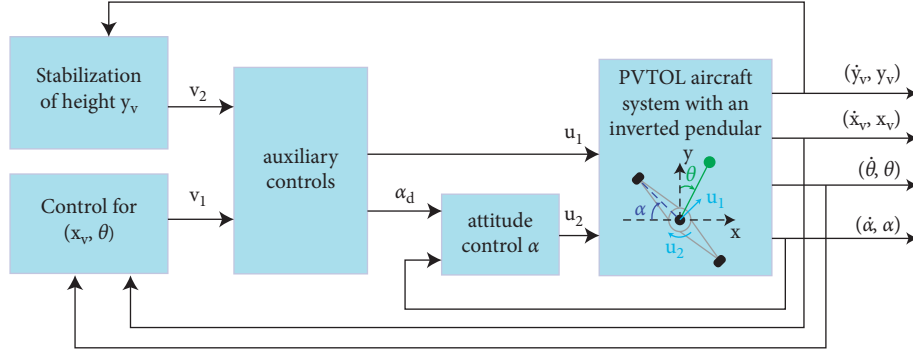 Stabilization
of height y_v
v_2
Control for
(x_v, θ)
v_1
auxiliary
controls
u_1
α_d
attitude
control α
u_2
PVTOL aircraft
system with an
inverted pendular
y
θ
u_1
α
x
u_2
(ẏ_v, y_v)
(ẋ_v, x_v)
(θ̇, θ)
(α̇, α)